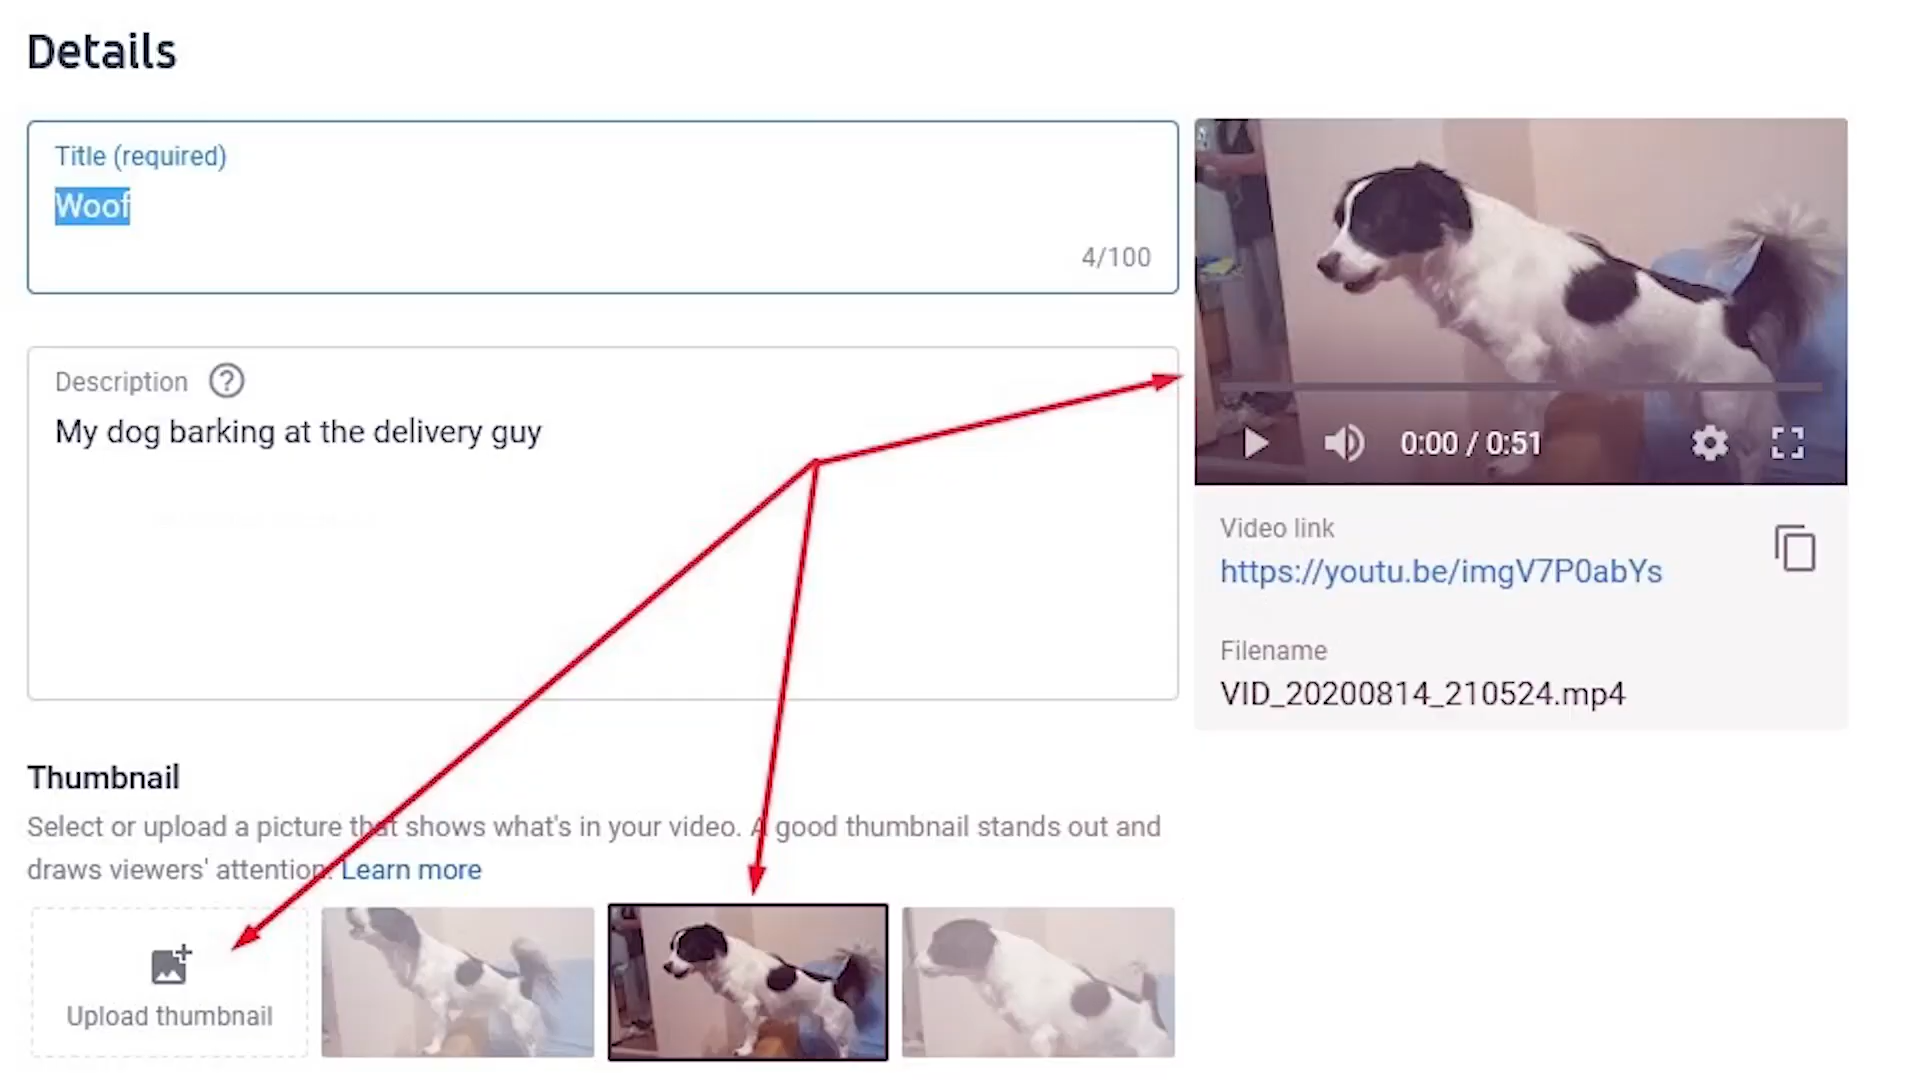 Details
Title (required)
Woof
4/100
Description ?
My dog barking at the delivery guy
0:00 / 0:51
Video link
https://youtu.be/imgV7P0abYs
Filename
VID_20200814_210524.mp4
Thumbnail
Select or upload a picture that shows what's in your video. A good thumbnail stands out and
draws viewers' attention. Learn more
Upload thumbnail